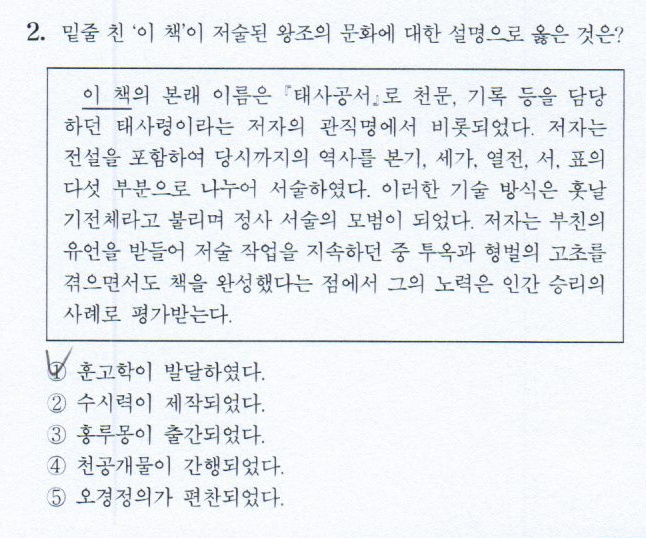 2. 밑줄 친 '이 책'이 저술된 왕조의 문화에 대한 설명으로 옳은 것은?
이 책의 본래 이름은 『태사공서』로 천문, 기록 등을 담당
하던 태사령이라는 저자의 관직명에서 비롯되었다. 저자는
전설을 포함하여 당시까지의 역사를 본기, 세가, 열전, 서, 표의
다섯 부분으로 나누어 서술하였다. 이러한 기술 방식은 훗날
기전체라고 불리며 정사 서술의 모범이 되었다. 저자는 부친의
유언을 받들어 저술 작업을 지속하던 중 투옥과 형벌의 고초를
겪으면서도 책을 완성했다는 점에서 그의 노력은 인간 승리의
사례로 평가받는다.
① 훈고학이 발달하였다.
② 수시력이 제작되었다.
③ 홍루몽이 출간되었다.
④ 천공개물이 간행되었다.
⑤ 오경정의가 편찬되었다.